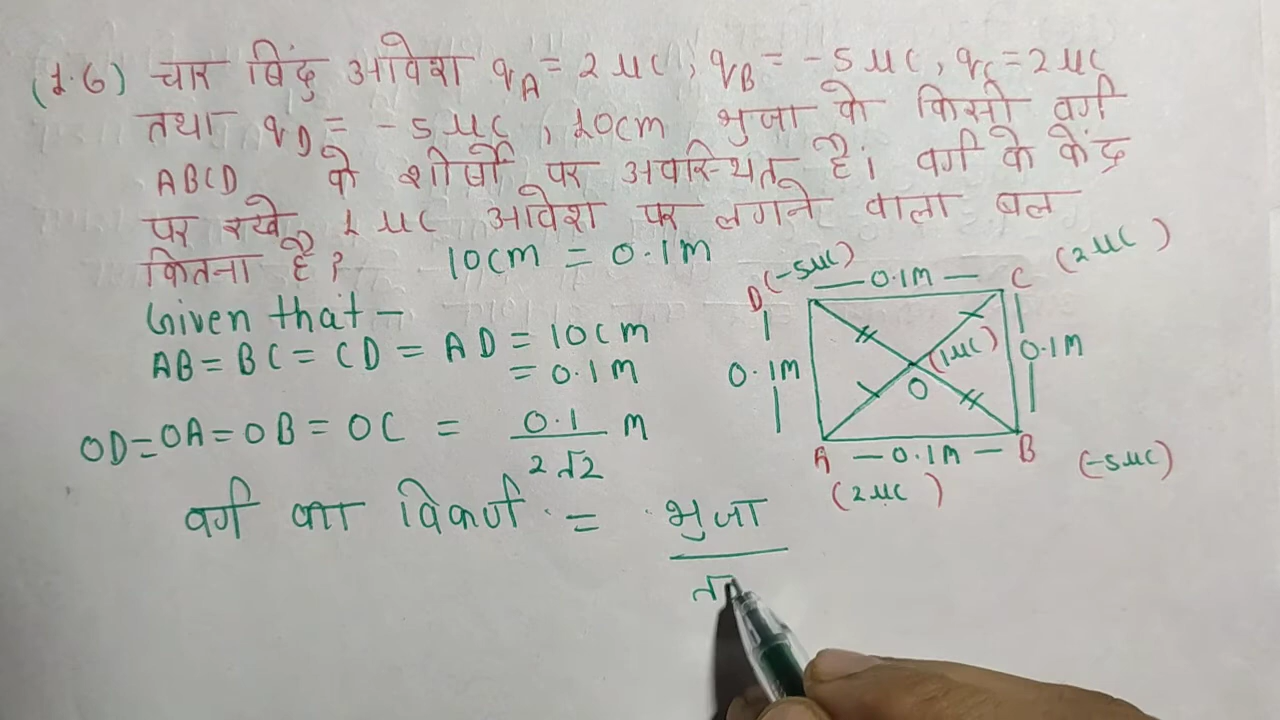 (1.6) चार बिंदु आवेश qA = 2 μC, qB = -5 μC, qC = 2 μC
तथा qD = -5 μC, 10cm भुजा के किसी वर्ग
ABCD के शीर्षों पर अवस्थित है। वर्ग के केंद्र
पर रखे 1 μC आवेश पर लगने वाला बल
कितना है?
10cm = 0.1m
Given that -
AB = BC = CD = AD = 10cm
= 0.1m
OD = OA = OB = OC = 0.1/2√2 m
वर्ग का विकर्ण = भुजा/√
D (-5μC) — 0.1m — C (2μC)
0.1m (1μC) 0.1m
O
A — 0.1m — B (-5μC)
(2μC)